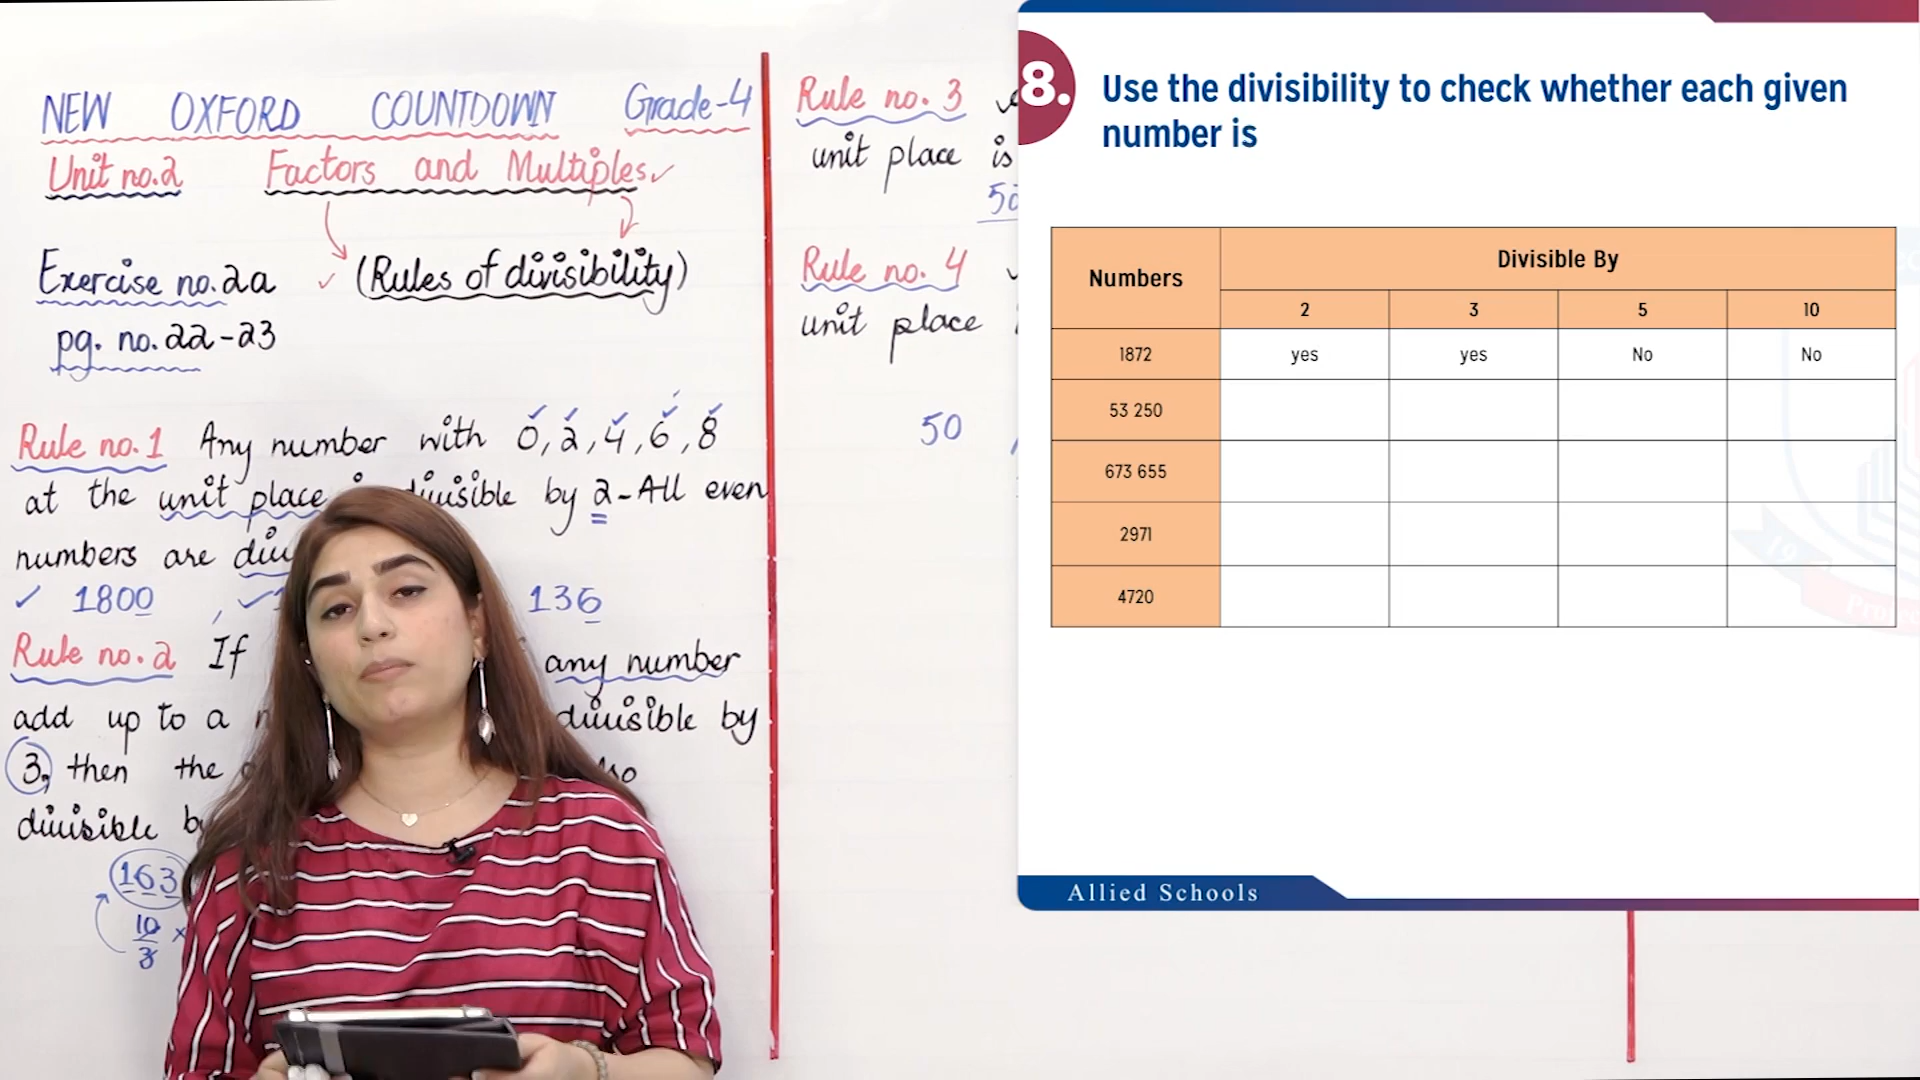 NEW OXFORD COUNTDOWN Grade-4
Unit no.2 Factors and Multiples
Exercise no.2a (Rules of divisibility)
pg. no.22-23
Rule no.1 Any number with 0,2,4,6,8
at the unit place divisible by 2-All even
numbers are
1800 136
Rule no.2 If any number
add up to a divisible by
3, then the
divisible
163
10
3
Rule no. 3
unit place is
Rule no. 4
unit place
50
8. Use the divisibility to check whether each given
number is
Numbers Divisible By
2 3 5 10
1872 yes yes No No
53 250
673 655
2971
4720
Allied Schools